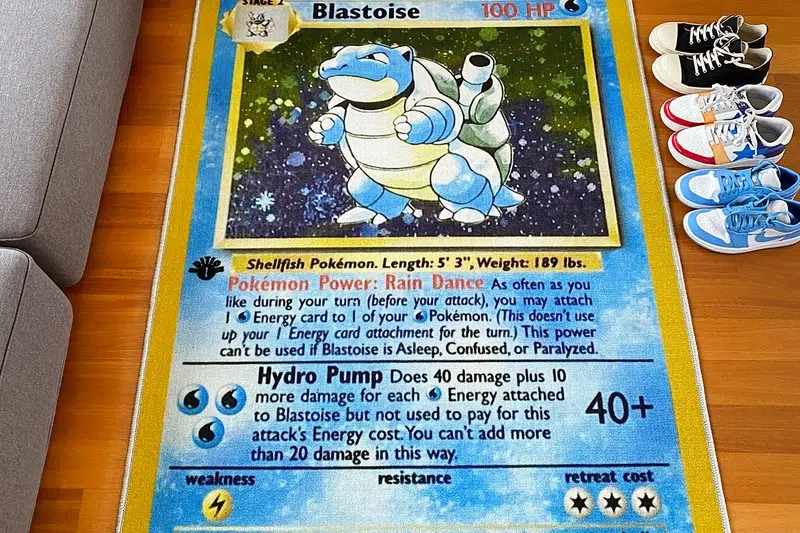 STAGE 2
Blastoise 100 HP
EDITION
1
Shellfish Pokémon. Length: 5' 3", Weight: 189 lbs.
Pokémon Power: Rain Dance As often as you
like during your turn (before your attack), you may attach
1 Energy card to 1 of your Pokémon. (This doesn't use
up your 1 Energy card attachment for the turn.) This power
can't be used if Blastoise is Asleep, Confused, or Paralyzed.
Hydro Pump Does 40 damage plus 10
more damage for each Energy attached
to Blastoise but not used to pay for this
attack's Energy cost. You can't add more
than 20 damage in this way.
40+
weakness resistance retreat cost